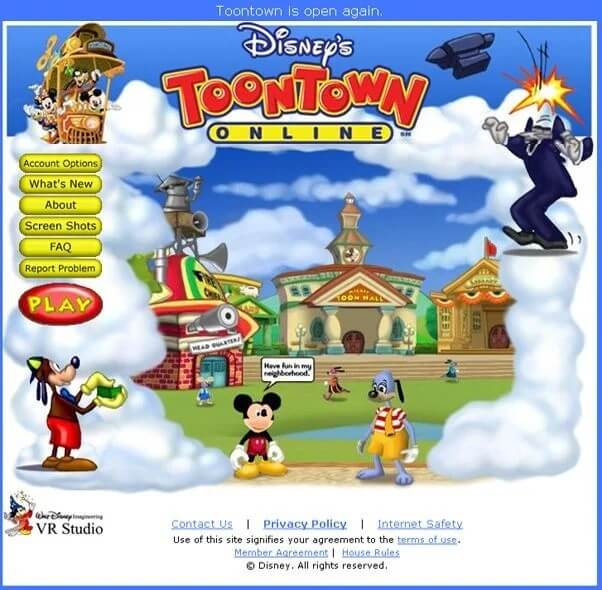 Toontown is open again.
Disney's
TOONTOWN
ONLINE
SM
Account Options
What's New
About
Screen Shots
FAQ
Report Problem
PLAY
TOON HALL
LIBRARY
HEAD QUARTERS
Have fun in my
neighborhood.
Walt Disney Imagineering
VR Studio
Contact Us | Privacy Policy | Internet Safety
Use of this site signifies your agreement to the terms of use.
Member Agreement | House Rules
© Disney. All rights reserved.